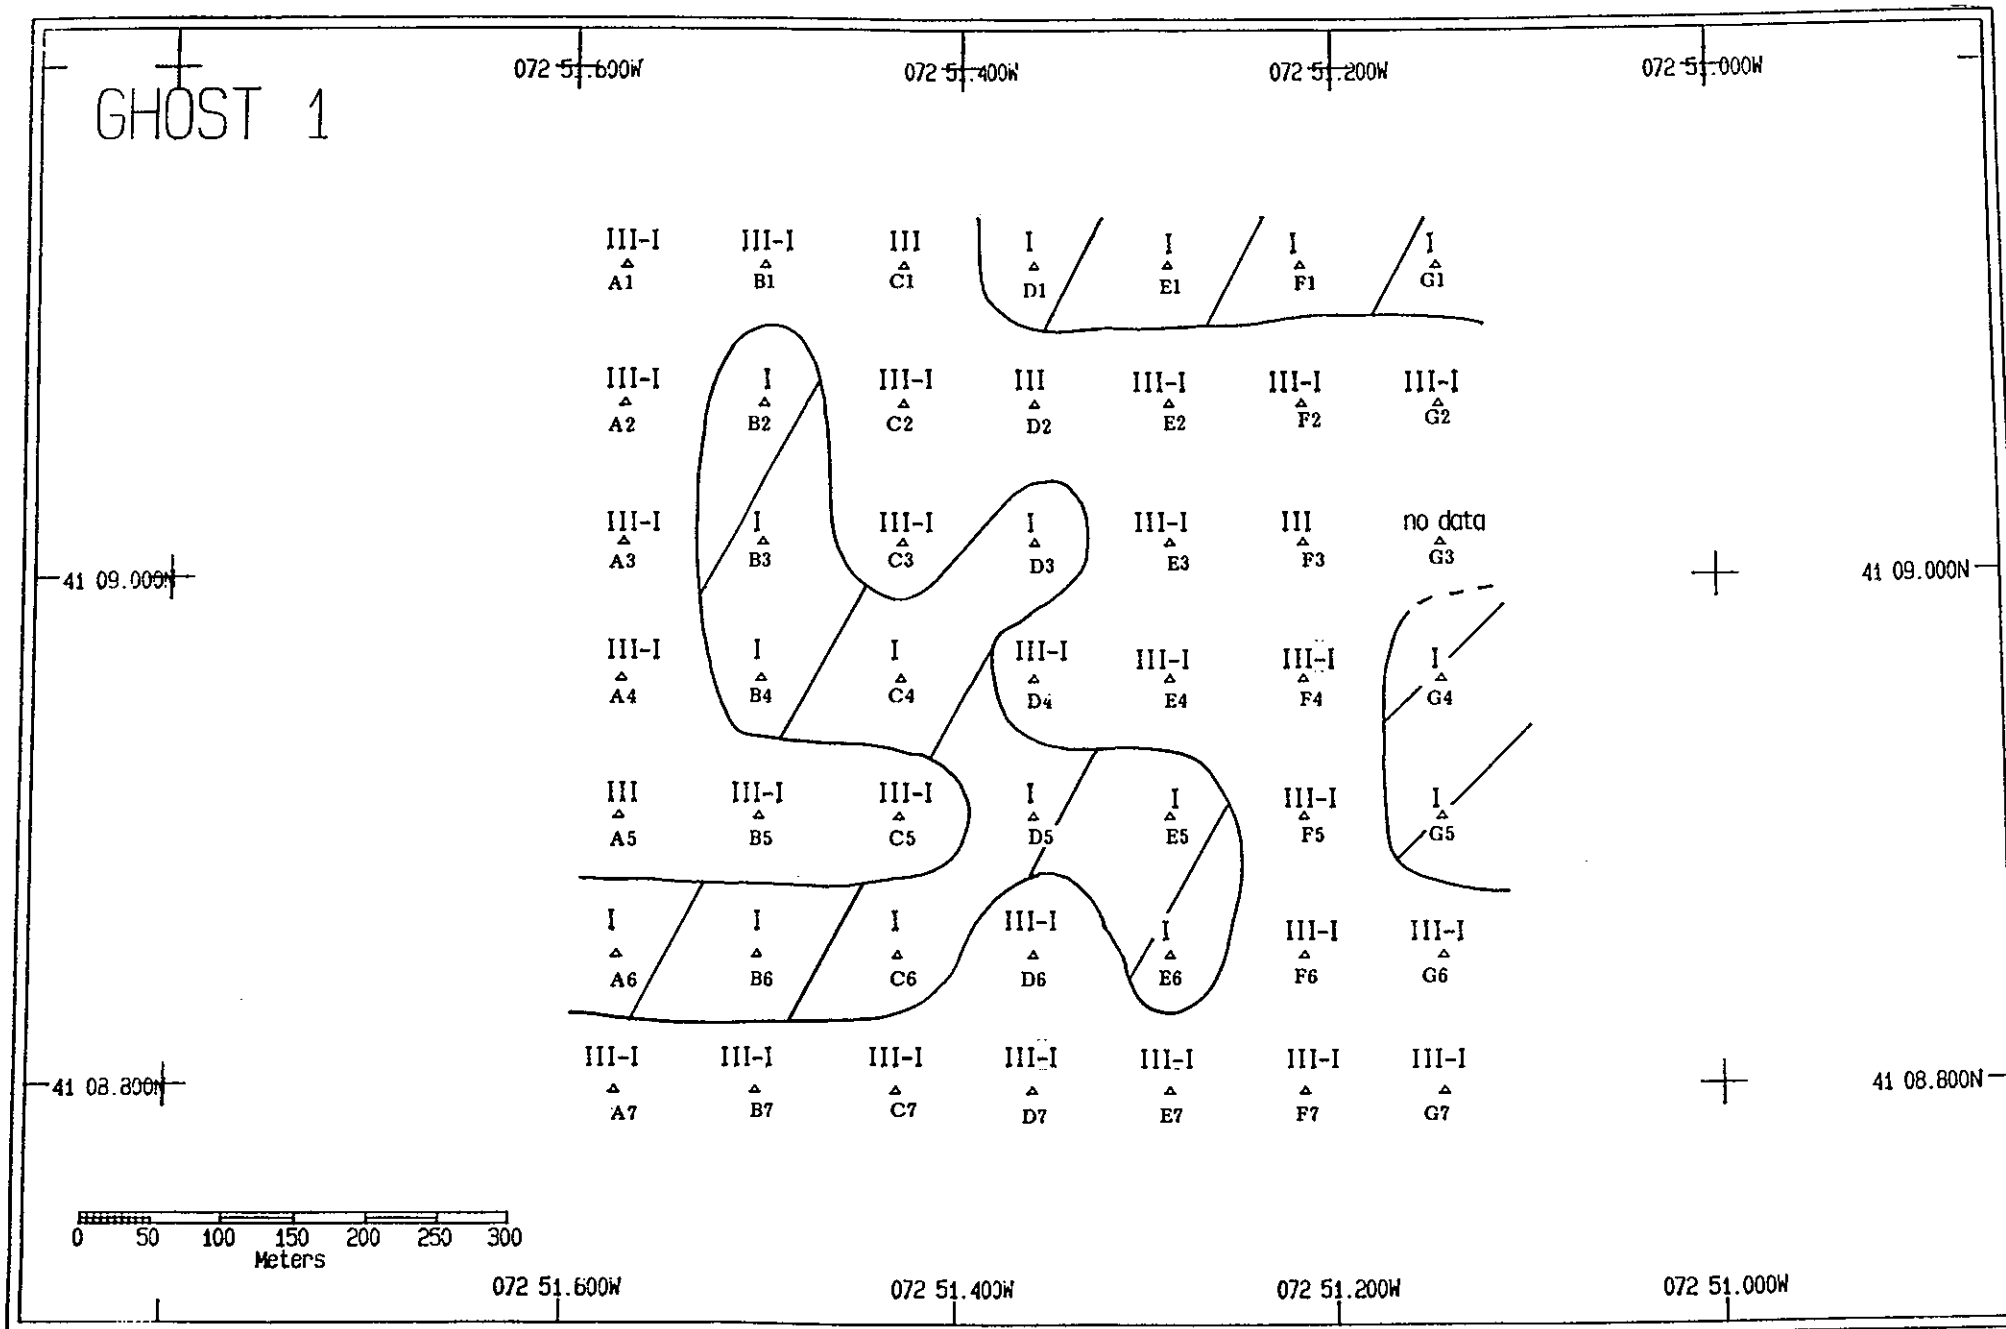 072 51.600W 072 51.400W 072 51.200W 072 51.000W
GHOST 1
III-I III-I III I I I I
A1 B1 C1 D1 E1 F1 G1
III-I I III-I III III-I III-I III-I
A2 B2 C2 D2 E2 F2 G2
III-I I III-I I III-I III no data
A3 B3 C3 D3 E3 F3 G3
41 09.000N 41 09.000N
III-I I I III-I III-I III-I I
A4 B4 C4 D4 E4 F4 G4
III III-I III-I I I III-I I
A5 B5 C5 D5 E5 F5 G5
I I I III-I I III-I III-I
A6 B6 C6 D6 E6 F6 G6
III-I III-I III-I III-I III-I III-I III-I
41 08.800N 41 08.800N
A7 B7 C7 D7 E7 F7 G7
0 50 100 150 200 250 300
Meters
072 51.600W 072 51.400W 072 51.200W 072 51.000W